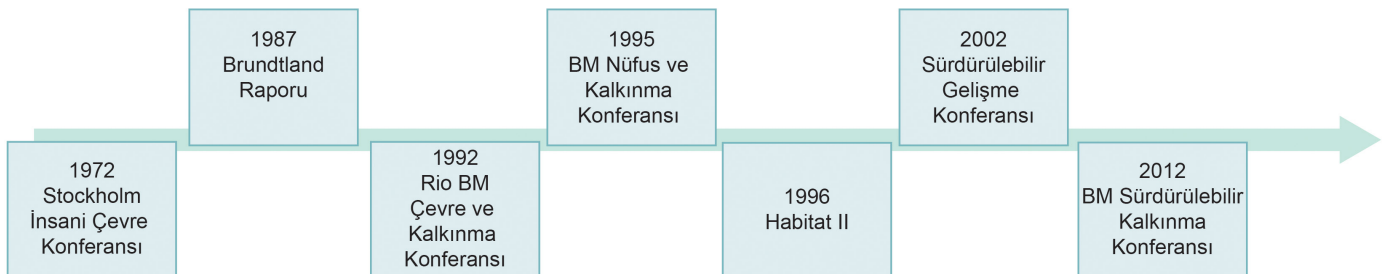 1972
Stockholm
İnsani Çevre
Konferansı
1987
Brundtland
Raporu
1992
Rio BM
Çevre ve
Kalkınma
Konferansı
1995
BM Nüfus ve
Kalkınma
Konferansı
1996
Habitat II
2002
Sürdürülebilir
Gelişme
Konferansı
2012
BM Sürdürülebilir
Kalkınma
Konferansı